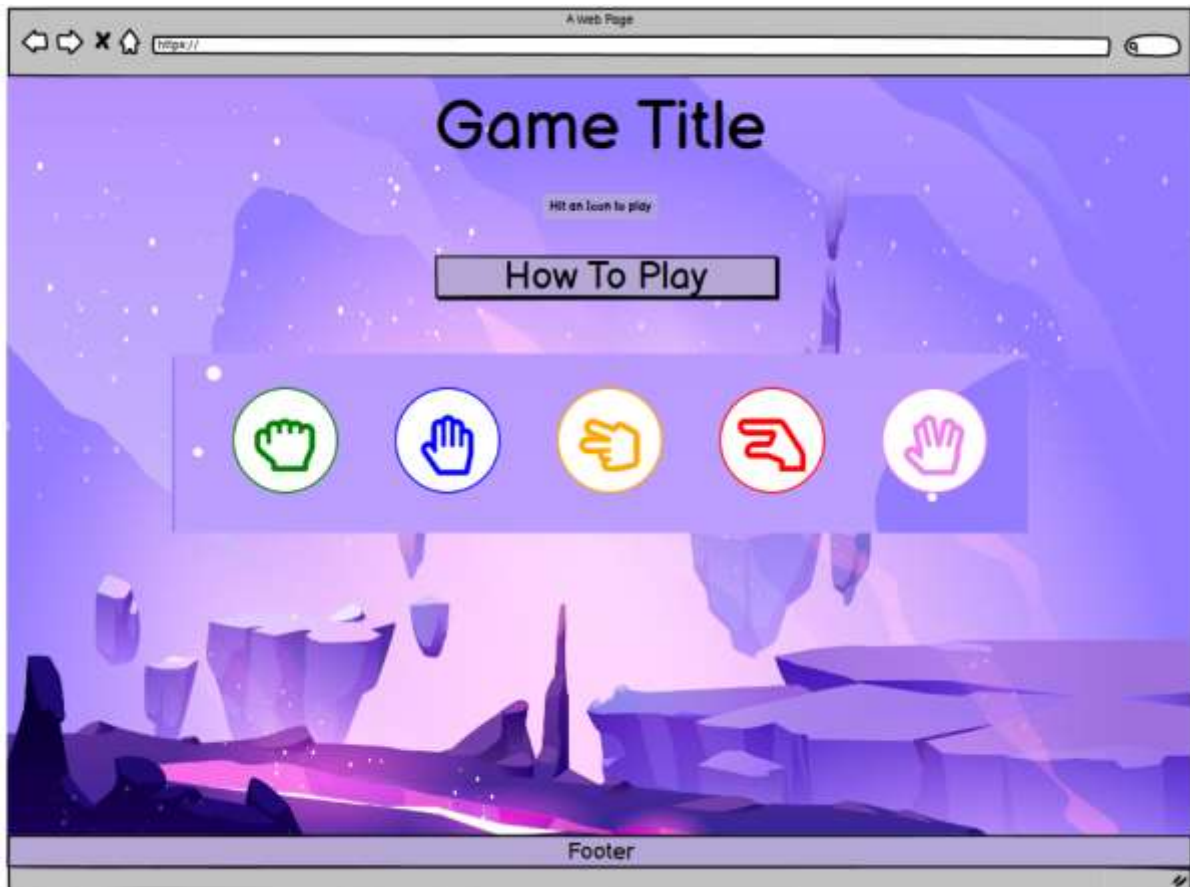 A Web Page
https://
Game Title
Hit an Icon to play
How To Play
Footer